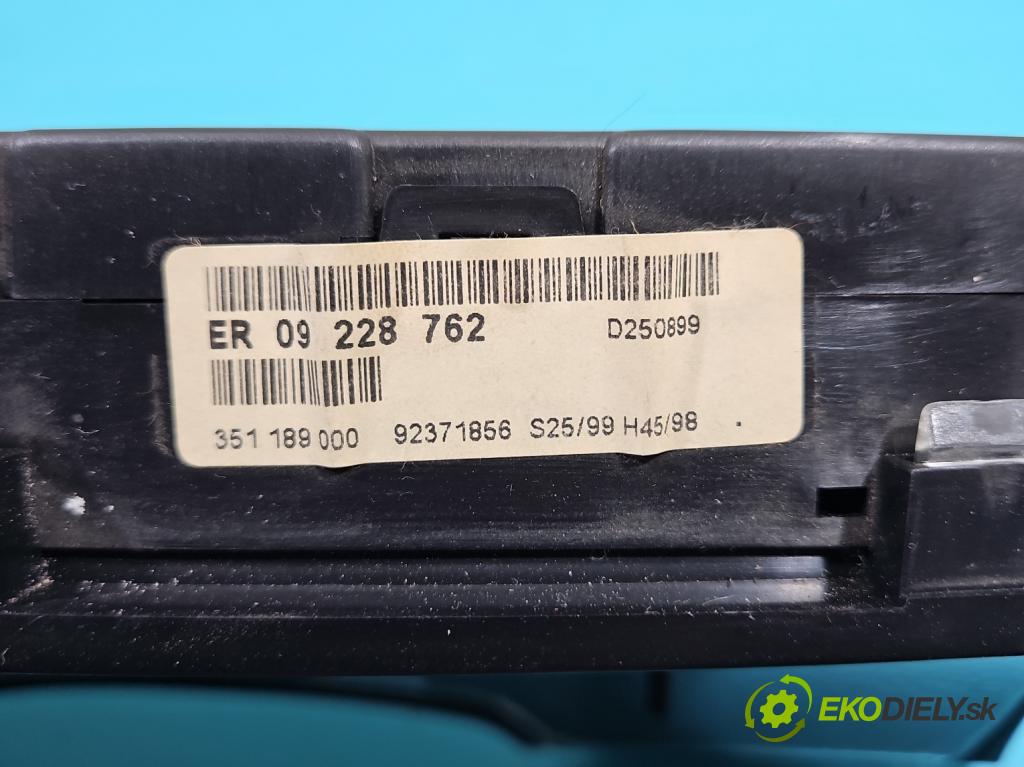 ER 09 228 762 D250899
351 189 000 92371856 S25/99 H45/98 .
EKODIELY.sk